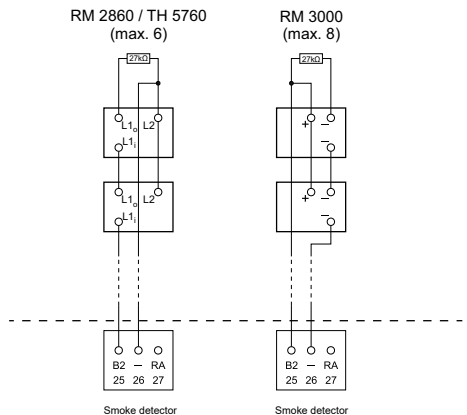 RM 2860 / TH 5760
(max. 6)
RM 3000
(max. 8)
27kΩ
27kΩ
L1o L2
L1i
+ –
–
L1o L2
L1i
+ –
–
B2 – RA
25 26 27
B2 – RA
25 26 27
Smoke detector
Smoke detector